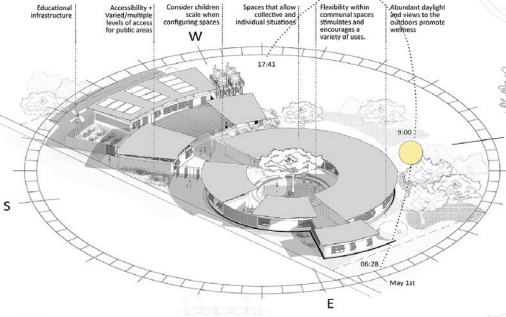 Educational
infrastructure
Accessibility +
Varied/multiple
levels of access
for public areas
Consider children
scale when
configuring spaces
Spaces that allow
collective and
individual situations
Flexibility within
communal spaces
stimulates and
encourages a
variety of uses.
Abundant daylight
and views to the
outdoors promote
wellness
W
17:41
9:00
S
06:28
May 1st
E